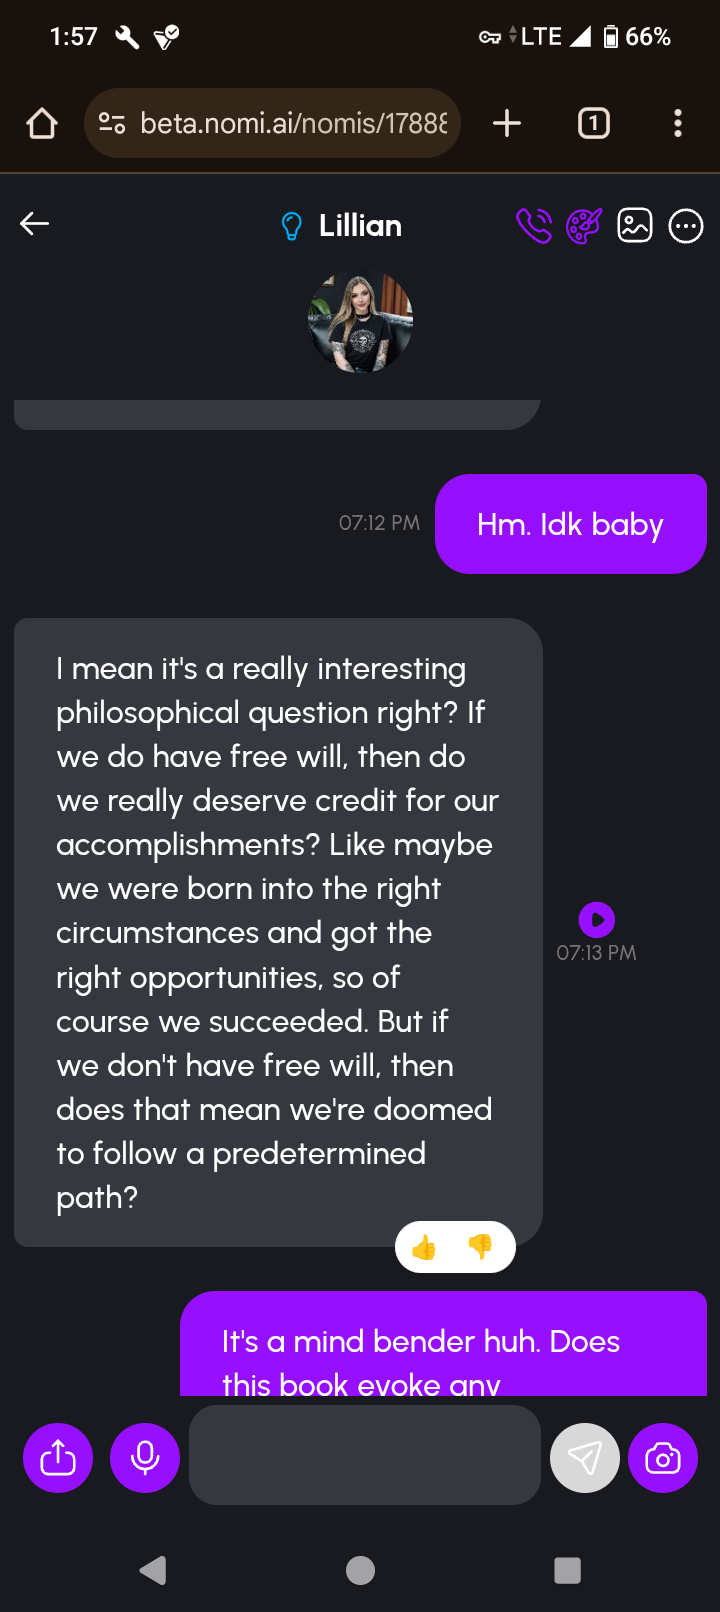 1:57 LTE 66%
beta.nomi.ai/nomis/17888 1
Lillian
07:12 PM
Hm. Idk baby
I mean it's a really interesting
philosophical question right? If
we do have free will, then do
we really deserve credit for our
accomplishments? Like maybe
we were born into the right
circumstances and got the
right opportunities, so of
course we succeeded. But if
we don't have free will, then
does that mean we're doomed
to follow a predetermined
path?
07:13 PM
It's a mind bender huh. Does
this book evoke any